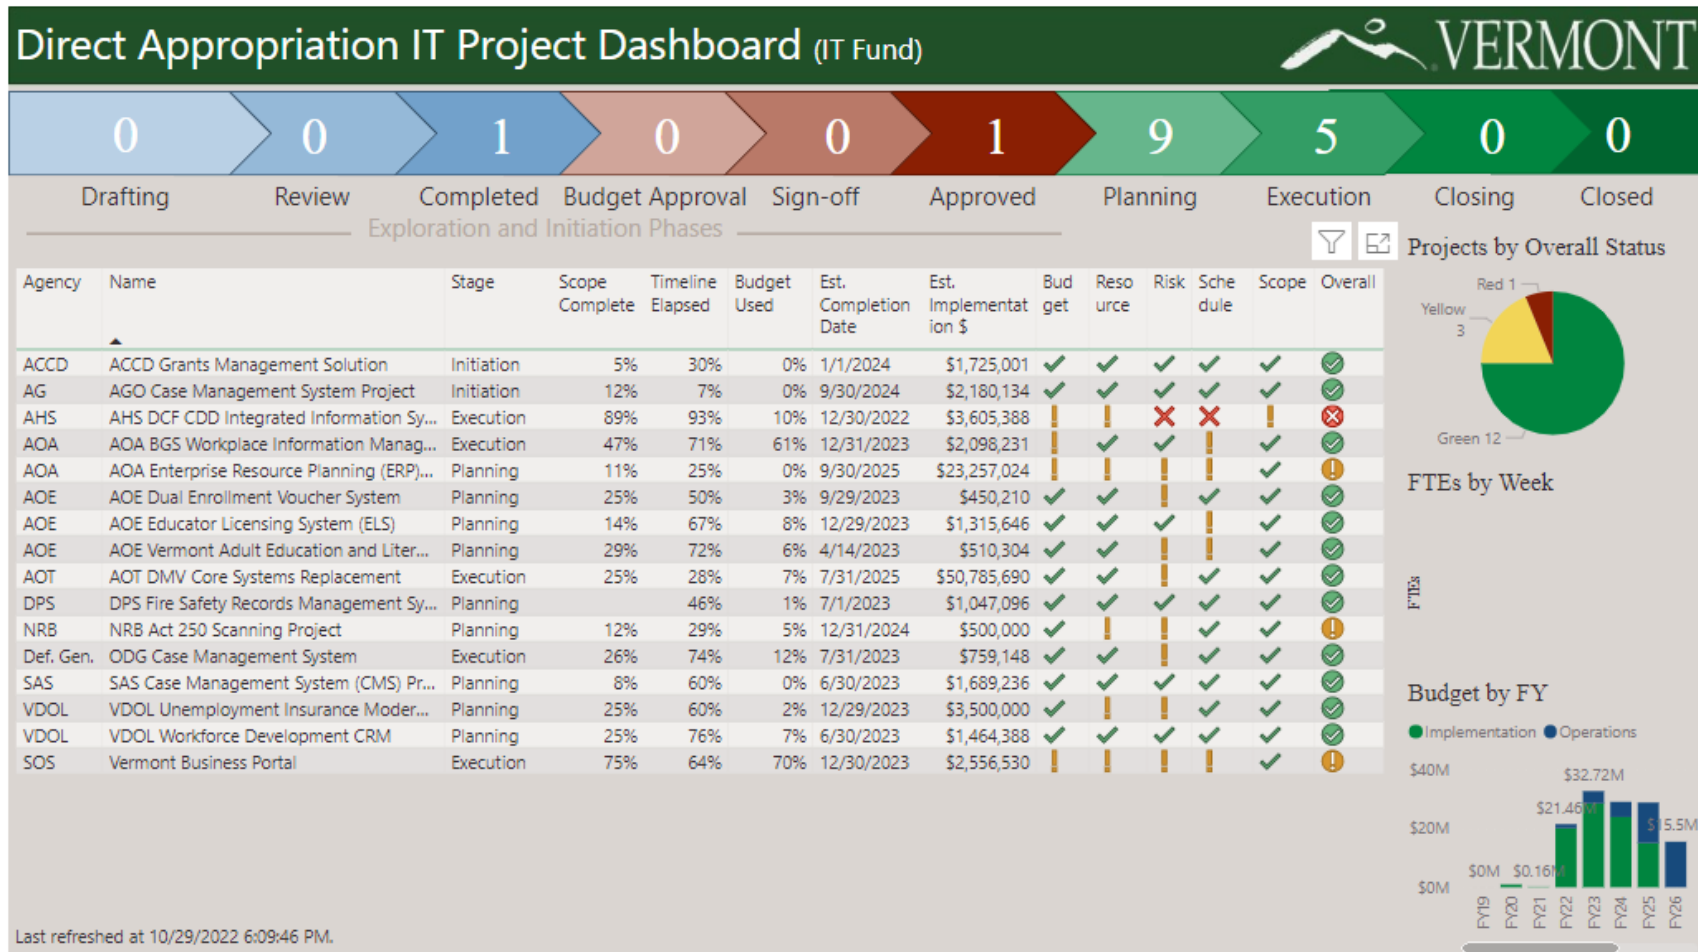 Direct Appropriation IT Project Dashboard (IT Fund)
VERMONT
0 0 1 0 0 1 9 5 0 0
Drafting Review Completed Budget Approval Sign-off Approved Planning Execution Closing Closed
Exploration and Initiation Phases
Agency Name Stage Scope Complete Timeline Elapsed Budget Used Est. Completion Date Est. Implementat ion $ Bud get Reso urce Risk Sche dule Scope Overall
ACCD ACCD Grants Management Solution Initiation 5% 30% 0% 1/1/2024 $1,725,001
AG AGO Case Management System Project Initiation 12% 7% 0% 9/30/2024 $2,180,134
AHS AHS DCF CDD Integrated Information Sy... Execution 89% 93% 10% 12/30/2022 $3,605,388
AOA AOA BGS Workplace Information Manag... Execution 47% 71% 61% 12/31/2023 $2,098,231
AOA AOA Enterprise Resource Planning (ERP)... Planning 11% 25% 0% 9/30/2025 $23,257,024
AOE AOE Dual Enrollment Voucher System Planning 25% 50% 3% 9/29/2023 $450,210
AOE AOE Educator Licensing System (ELS) Planning 14% 67% 8% 12/29/2023 $1,315,646
AOE AOE Vermont Adult Education and Liter... Planning 29% 72% 6% 4/14/2023 $510,304
AOT AOT DMV Core Systems Replacement Execution 25% 28% 7% 7/31/2025 $50,785,690
DPS DPS Fire Safety Records Management Sy... Planning 46% 1% 7/1/2023 $1,047,096
NRB NRB Act 250 Scanning Project Planning 12% 29% 5% 12/31/2024 $500,000
Def. Gen. ODG Case Management System Execution 26% 74% 12% 7/31/2023 $759,148
SAS SAS Case Management System (CMS) Pr... Planning 8% 60% 0% 6/30/2023 $1,689,236
VDOL VDOL Unemployment Insurance Moder... Planning 25% 60% 2% 12/29/2023 $3,500,000
VDOL VDOL Workforce Development CRM Planning 25% 76% 7% 6/30/2023 $1,464,388
SOS Vermont Business Portal Execution 75% 64% 70% 12/30/2023 $2,556,530
Last refreshed at 10/29/2022 6:09:46 PM.
Projects by Overall Status
Red 1
Yellow
3
Green 12
FTEs by Week
FTEs
Budget by FY
Implementation Operations
$40M
$20M
$0M
$0M $0.16M $21.46M $32.72M $15.5M
FY19 FY20 FY21 FY22 FY23 FY24 FY25 FY26